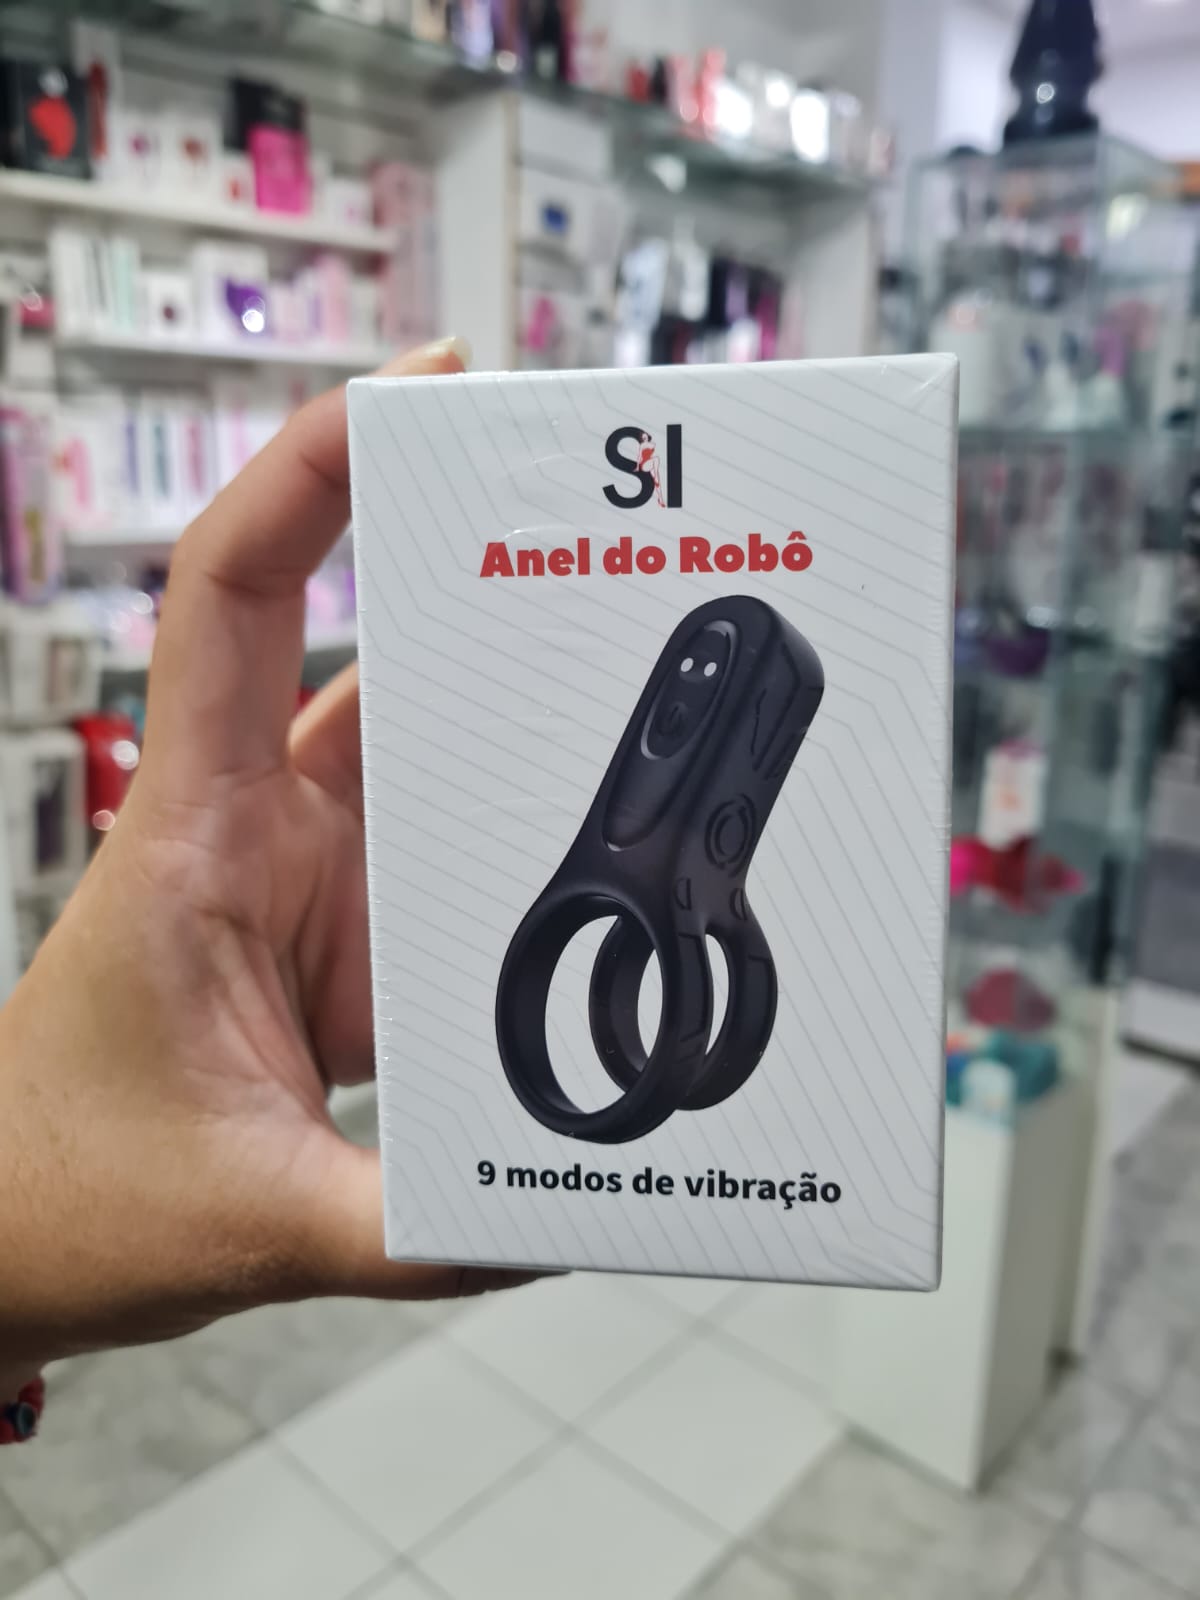 SI
Anel do Robô
9 modos de vibração